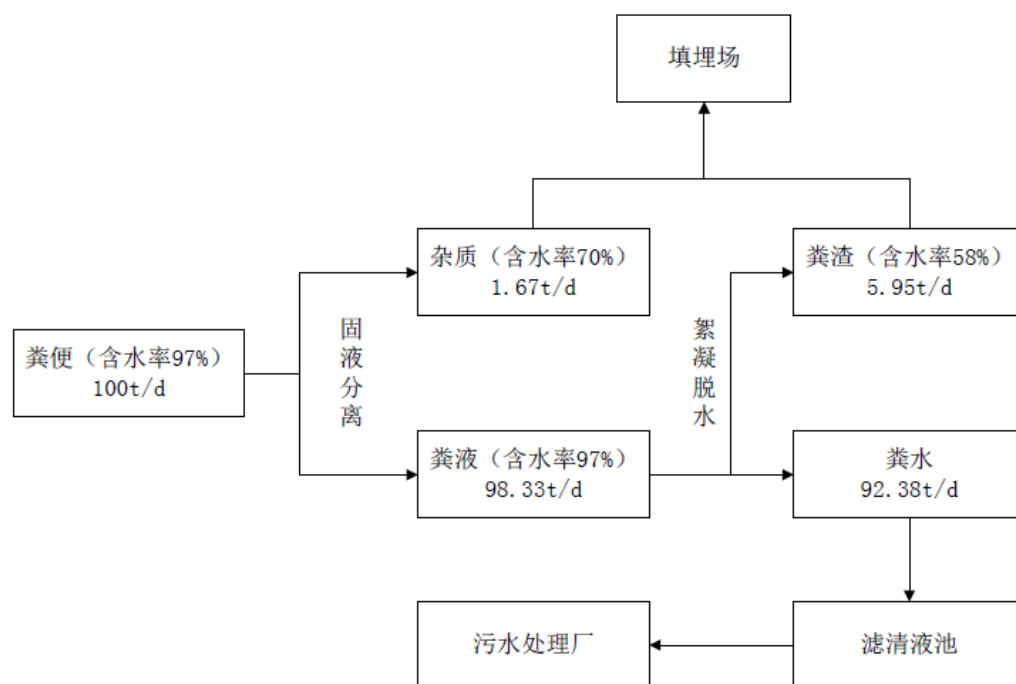 填埋场
杂质（含水率70%）
1.67t/d
粪渣（含水率58%）
5.95t/d
固液分离
絮凝脱水
粪便（含水率97%）
100t/d
粪液（含水率97%）
98.33t/d
粪水
92.38t/d
污水处理厂
滤清液池